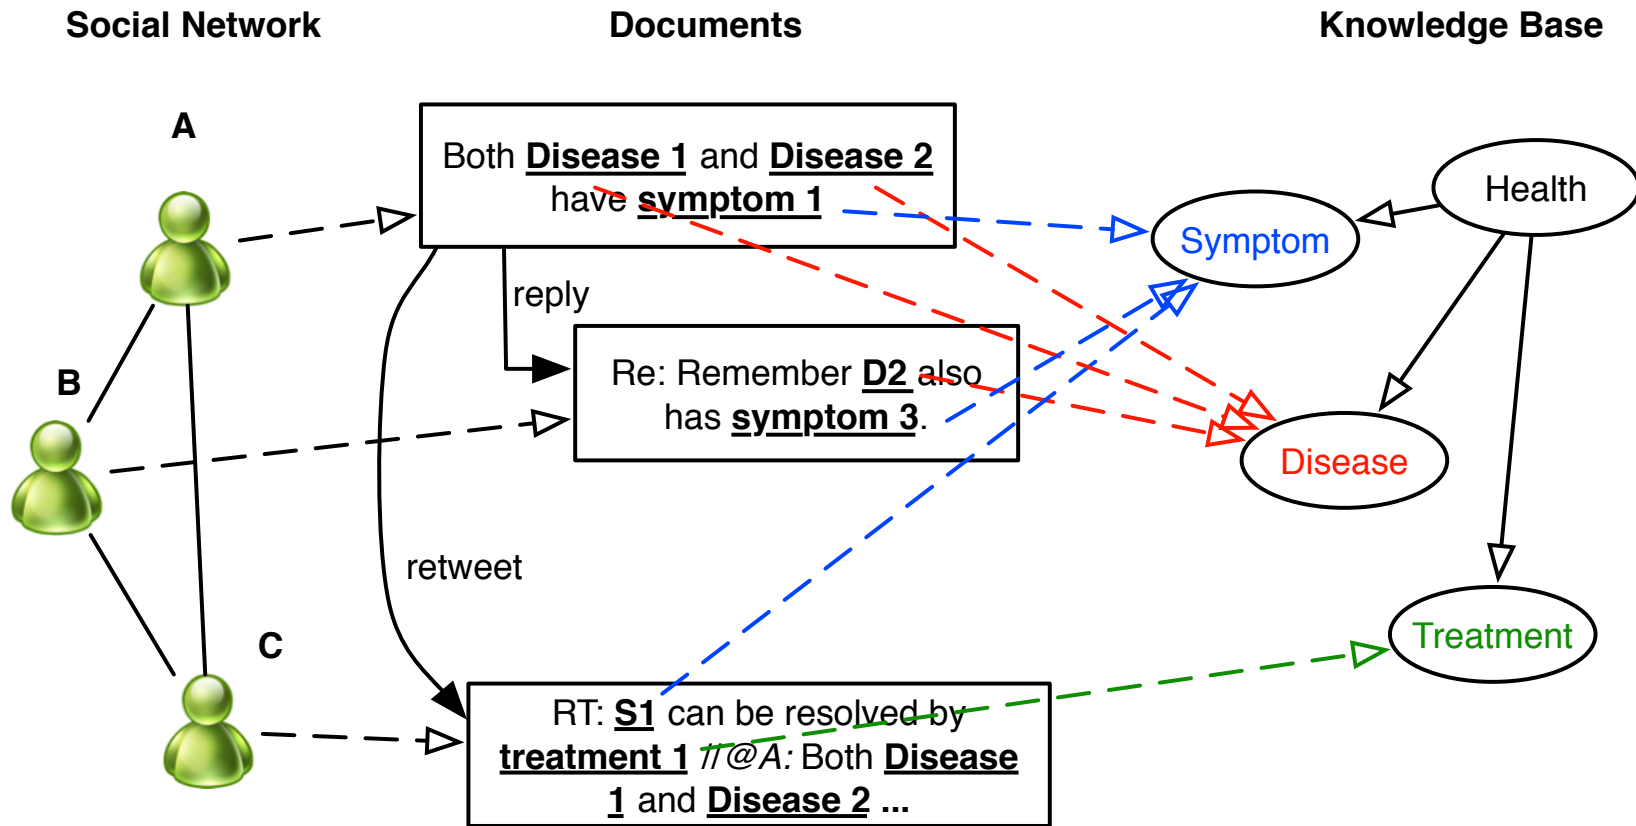 Social Network
Documents
Knowledge Base
A
Both Disease 1 and Disease 2
have symptom 1
Health
Symptom
reply
B
Re: Remember D2 also
has symptom 3.
Disease
retweet
Treatment
C
RT: S1 can be resolved by
treatment 1 //@A: Both Disease
1 and Disease 2 ...